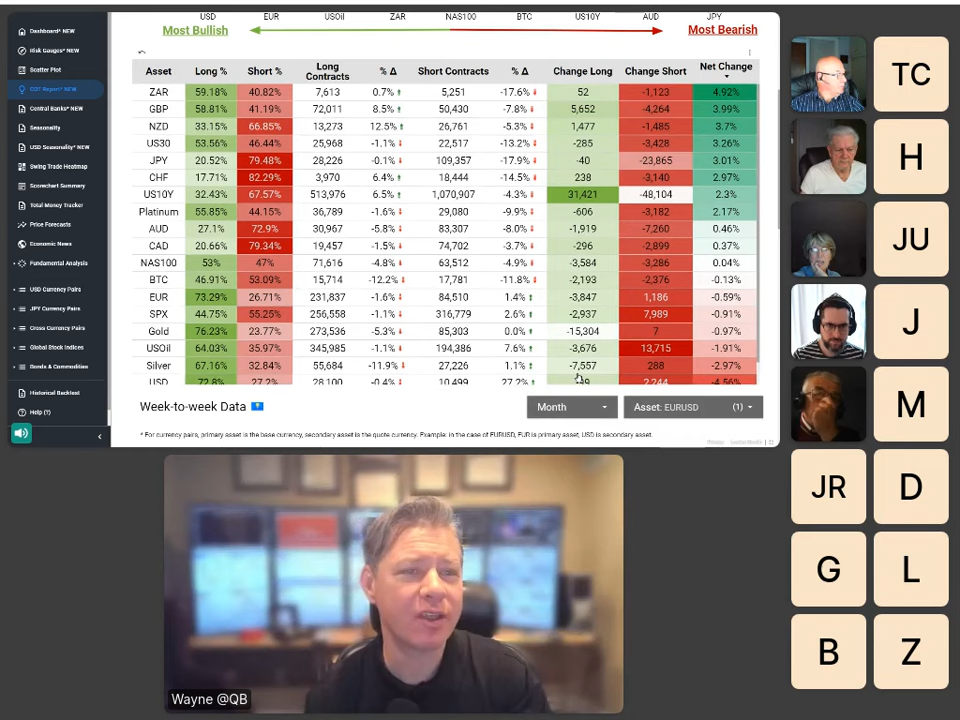 USD EUR USOil ZAR NAS100 BTC US10Y AUD JPY
Most Bullish Most Bearish
Asset Long % Short % Long Contracts % Δ Short Contracts % Δ Change Long Change Short Net Change
ZAR 59.18% 40.82% 7,613 0.7% 5,251 -17.6% 52 -1,123 4.92%
GBP 58.81% 41.19% 72,011 8.5% 50,430 -7.8% 5,652 -4,264 3.99%
NZD 33.15% 66.85% 13,273 12.5% 26,761 -5.3% 1,477 -1,485 3.7%
US30 53.56% 46.44% 25,968 -1.1% 22,517 -13.2% -285 -3,428 3.26%
JPY 20.52% 79.48% 28,226 -0.1% 109,357 -17.9% -40 -23,865 3.01%
CHF 17.71% 82.29% 3,970 6.4% 18,444 -14.5% 238 -3,140 2.97%
US10Y 32.43% 67.57% 513,976 6.5% 1,070,907 -4.3% 31,421 -48,104 2.3%
Platinum 55.85% 44.15% 36,789 -1.6% 29,080 -9.9% -606 -3,182 2.17%
AUD 27.1% 72.9% 30,967 -5.8% 83,307 -8.0% -1,919 -7,260 0.46%
CAD 20.66% 79.34% 19,457 -1.5% 74,702 -3.7% -296 -2,899 0.37%
NAS100 53% 47% 71,616 -4.8% 63,512 -4.9% -3,584 -3,286 0.04%
BTC 46.91% 53.09% 15,714 -12.2% 17,781 -11.8% -2,193 -2,376 -0.13%
EUR 73.29% 26.71% 231,837 -1.6% 84,510 1.4% -3,847 1,186 -0.59%
SPX 44.75% 55.25% 256,558 -1.1% 316,779 2.6% -2,937 7,989 -0.91%
Gold 76.23% 23.77% 273,536 -5.3% 85,303 0.0% -15,304 7 -0.97%
USOil 64.03% 35.97% 345,985 -1.1% 194,386 7.6% -3,676 13,715 -1.91%
Silver 67.16% 32.84% 55,684 -11.9% 27,226 1.1% -7,557 288 -2.97%
USD 72.8% 27.2% 28,100 -0.4% 10,499 27.2% 2,244 -4.56%
Week-to-week Data Month Asset: EURUSD (1)
* For currency pairs, primary asset is the base currency, secondary asset is the quote currency. Example: in the case of EURUSD, EUR is primary asset, USD is secondary asset.
Dashboard* NEW
Risk Gauges* NEW
Scatter Plot
COT Report* NEW
Central Banks* NEW
Seasonality
USD Seasonality* NEW
Swing Trade Heatmap
Scorechart Summary
Total Money Tracker
Price Forecasts
Economic News
Fundamental Analysis
USD Currency Pairs
JPY Currency Pairs
Cross Currency Pairs
Global Stock Indices
Bonds & Commodities
Historical Backtest
Help (?)
TC
H
JU
J
M
JR D
G L
B Z
Wayne @QB